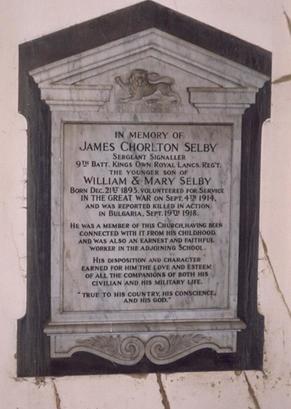 IN MEMORY OF
JAMES CHORLTON SELBY
SERGEANT SIGNALLER
9TH BATT. KINGS OWN ROYAL LANCS. REGT.
THE YOUNGER SON OF
WILLIAM & MARY SELBY
BORN DEC. 21ST 1893, VOLUNTEERED FOR SERVICE
IN THE GREAT WAR ON SEPT. 4TH 1914,
AND WAS REPORTED KILLED IN ACTION
IN BULGARIA, SEPT. 19TH 1918.
HE WAS A MEMBER OF THIS CHURCH, HAVING BEEN
CONNECTED WITH IT FROM HIS CHILDHOOD,
AND WAS ALSO AN EARNEST AND FAITHFUL
WORKER IN THE ADJOINING SCHOOL.
HIS DISPOSITION AND CHARACTER
EARNED FOR HIM THE LOVE AND ESTEEM
OF ALL THE COMPANIONS OF BOTH HIS
CIVILIAN AND HIS MILITARY LIFE.
"TRUE TO HIS COUNTRY, HIS CONSCIENCE,
AND HIS GOD."